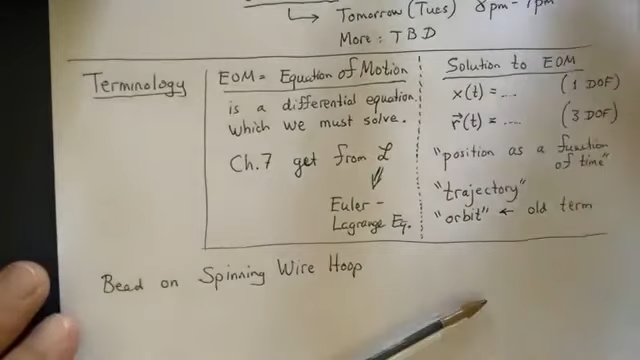 Tomorrow (Tues) 8pm-9pm
More: TBD
Terminology
EOM = Equation of Motion
is a differential equation
which we must solve.
Ch.7 get from ℒ
⇓
Euler-
Lagrange Eq.
Solution to EOM
x(t) = .... (1 DOF)
r⃗(t) = .... (3 DOF)
"position as a function
of time"
"trajectory"
"orbit" ← old term
Bead on Spinning Wire Hoop